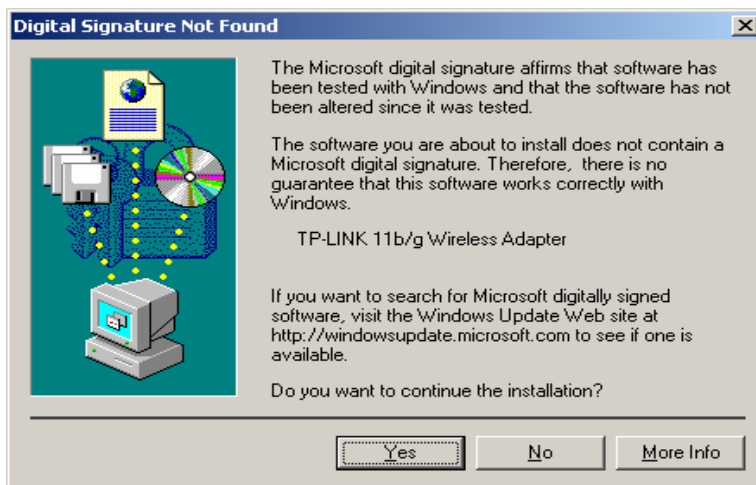 Digital Signature Not Found
The Microsoft digital signature affirms that software has
been tested with Windows and that the software has not
been altered since it was tested.
The software you are about to install does not contain a
Microsoft digital signature. Therefore,  there is no
guarantee that this software works correctly with
Windows.
TP-LINK 11b/g Wireless Adapter
If you want to search for Microsoft digitally signed
software, visit the Windows Update Web site at
http://windowsupdate.microsoft.com to see if one is
available.
Do you want to continue the installation?
Yes
No
More Info